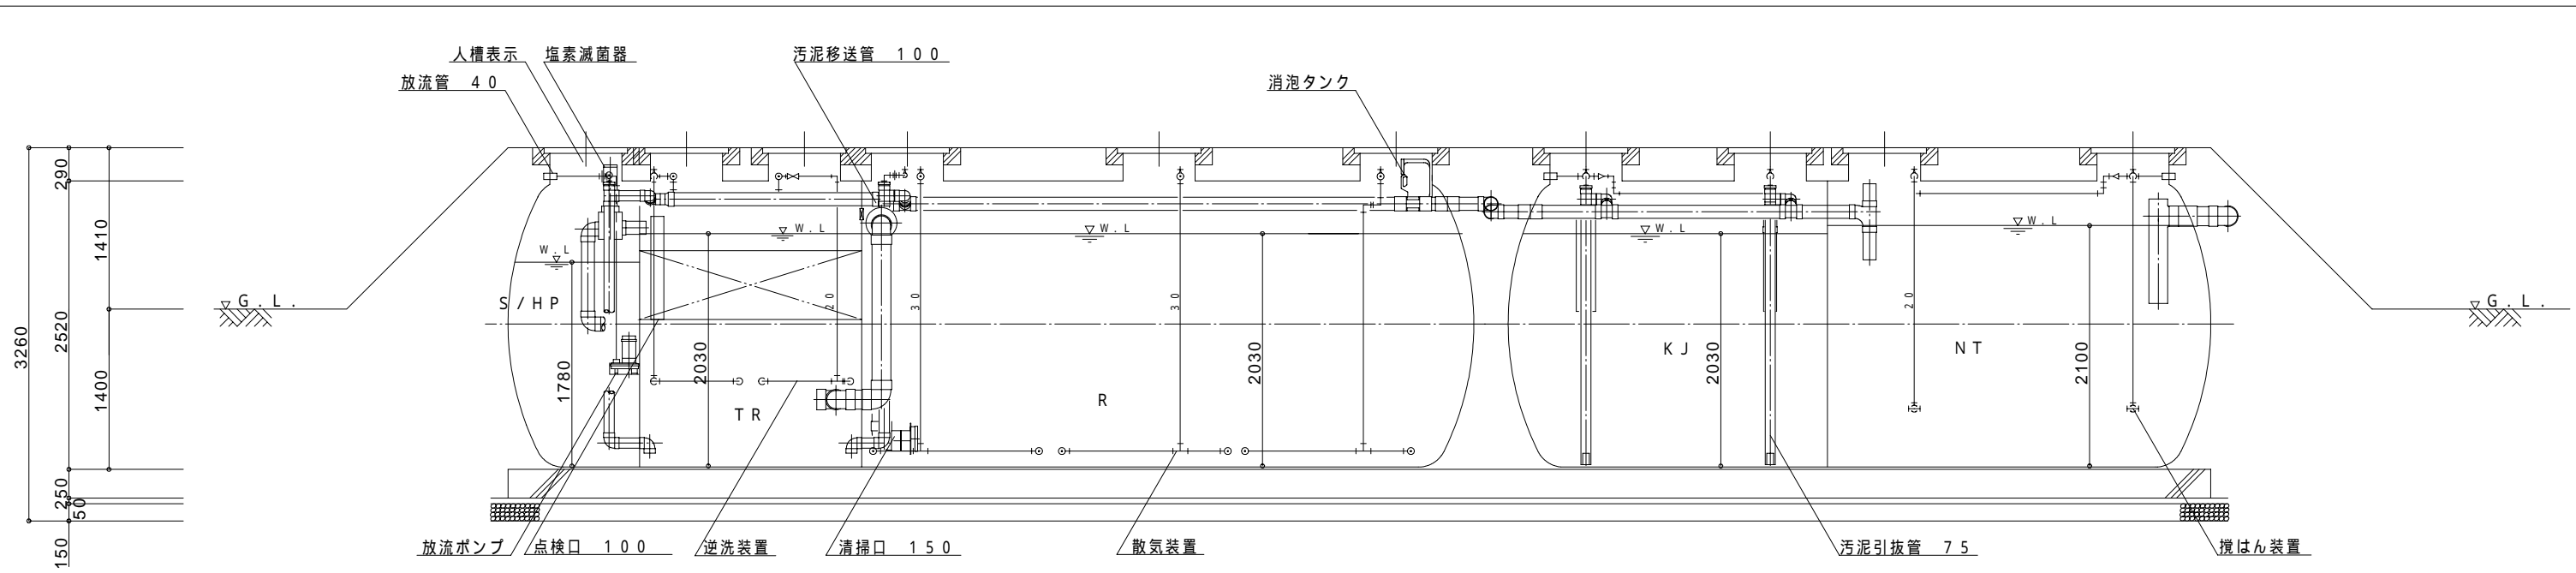 人槽表示
塩素滅菌器
汚泥移送管 100
放流管 40
消泡タンク
290
1410
2520
3260
1400
250
50
150
G.L.
W.L
S/HP
1780
2030
TR
W.L
20
30
W.L
R
30
2030
W.L
KJ
2030
NT
20
W.L
2100
G.L.
放流ポンプ
点検口 100
逆洗装置
清掃口 150
散気装置
汚泥引抜管 75
撹はん装置